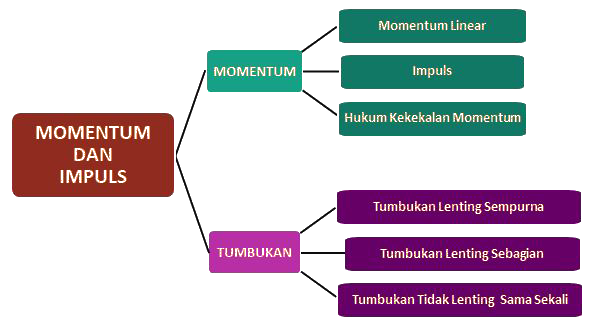 MOMENTUM
DAN
IMPULS
MOMENTUM
Momentum Linear
Impuls
Hukum Kekekalan Momentum
TUMBUKAN
Tumbukan Lenting Sempurna
Tumbukan Lenting Sebagian
Tumbukan Tidak Lenting Sama Sekali